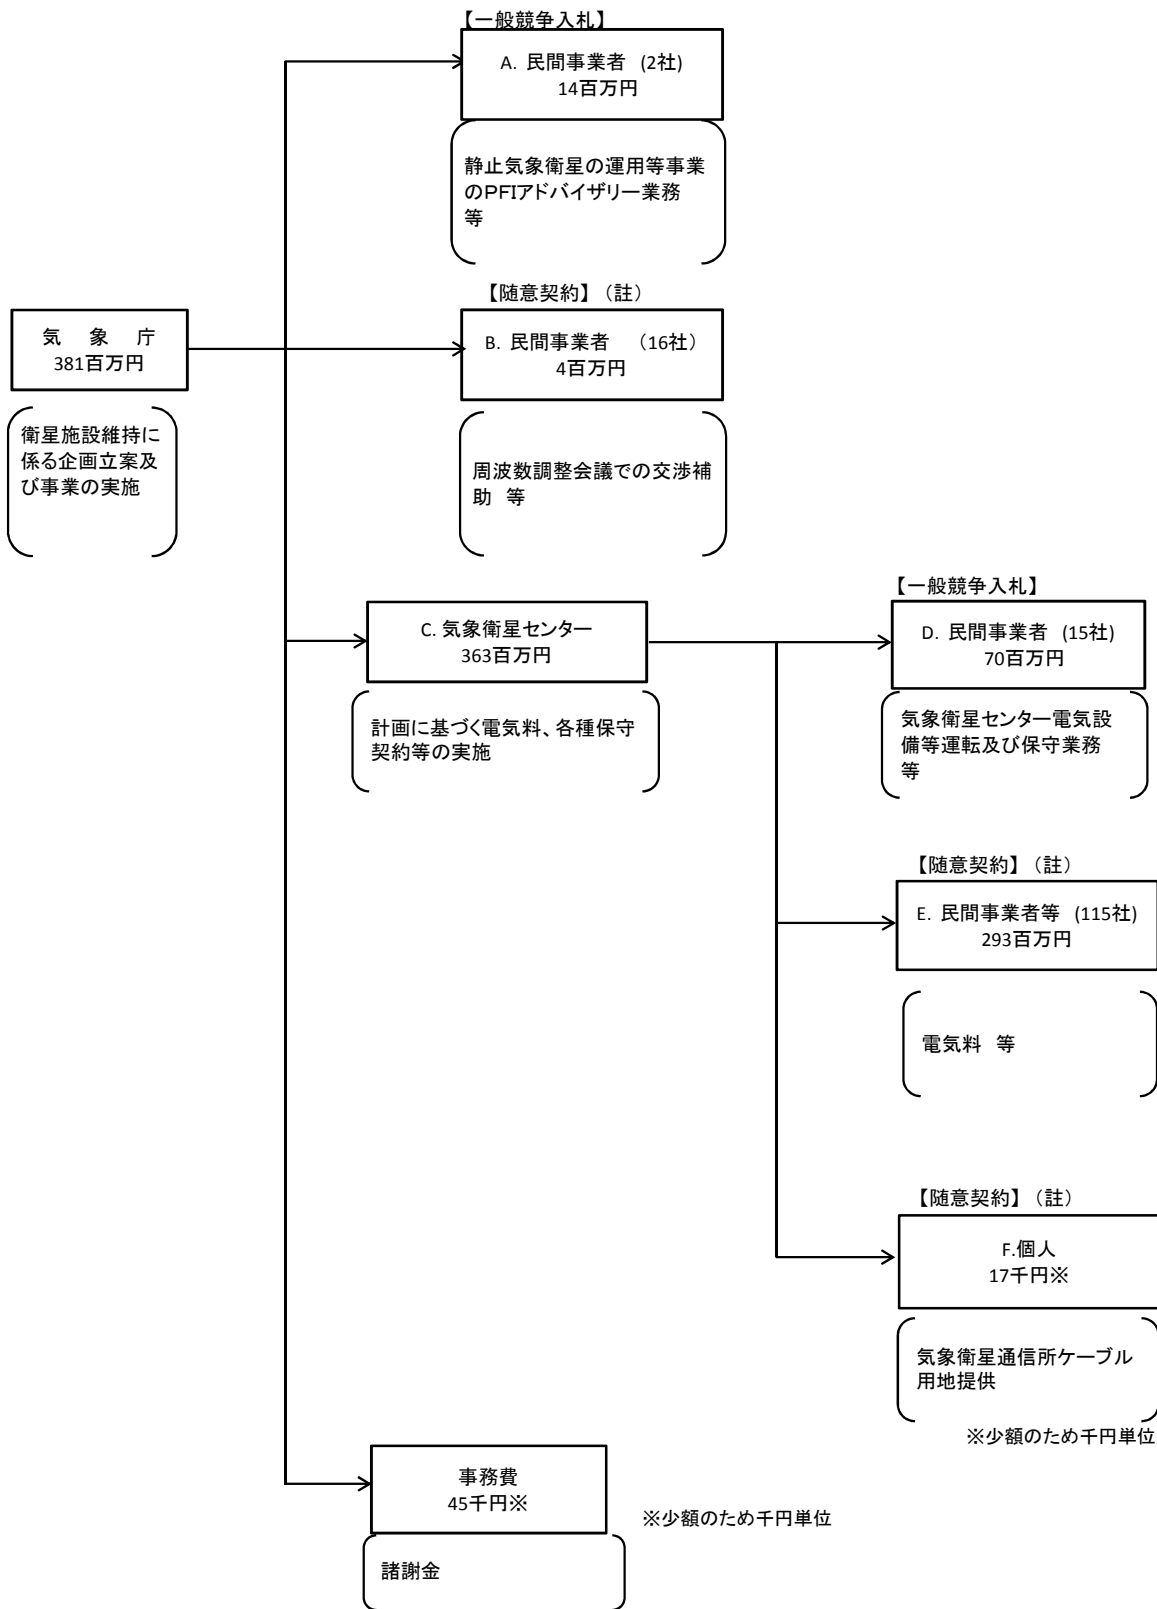 【一般競争入札】
A. 民間事業者 (2社)
14百万円
静止気象衛星の運用等事業
のPFIアドバイザリー業務
等
【随意契約】（註）
気 象 庁
381百万円
B. 民間事業者 （16社）
4百万円
衛星施設維持に
係る企画立案及
び事業の実施
周波数調整会議での交渉補
助 等
【一般競争入札】
C. 気象衛星センター
363百万円
D. 民間事業者 (15社)
70百万円
計画に基づく電気料、各種保守
契約等の実施
気象衛星センター電気設
備等運転及び保守業務
等
【随意契約】（註）
E. 民間事業者等 (115社)
293百万円
電気料 等
【随意契約】（註）
F.個人
17千円※
気象衛星通信所ケーブル
用地提供
※少額のため千円単位
事務費
45千円※
※少額のため千円単位
諸謝金